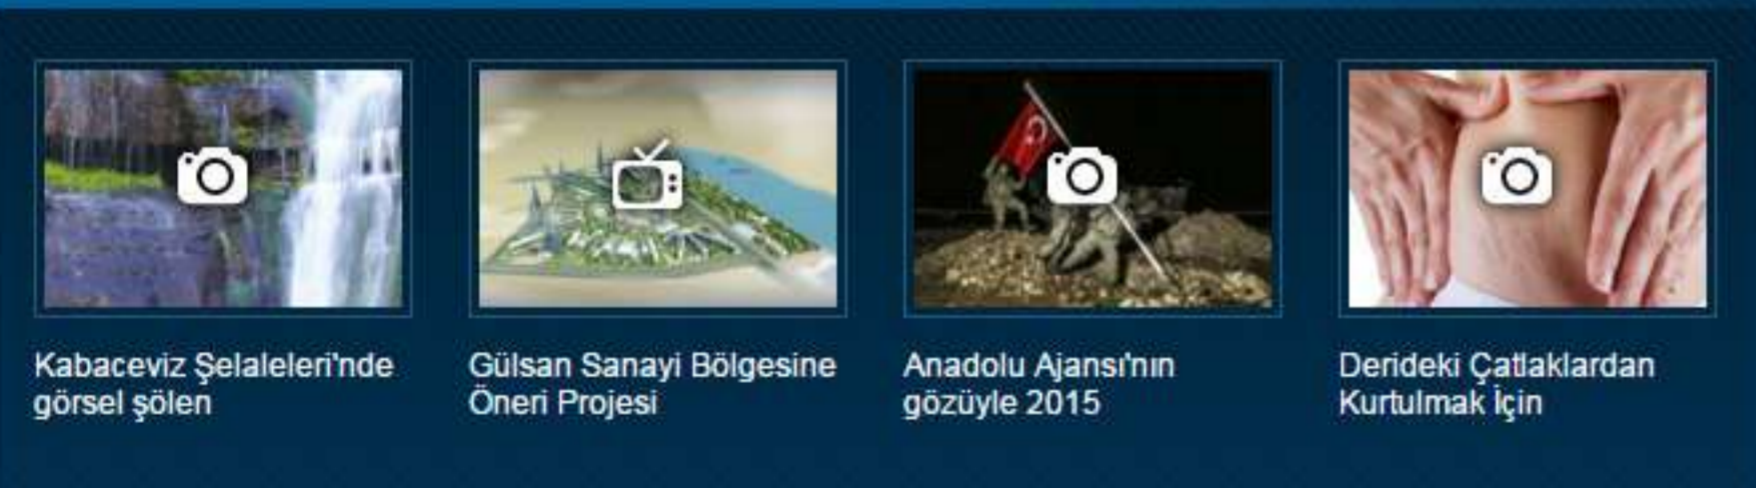 Kabaceviz Şelaleleri'nde
görsel şölen
Gülsan Sanayi Bölgesine
Öneri Projesi
Anadolu Ajansı'nın
gözüyle 2015
Derideki Çatlaklardan
Kurtulmak İçin